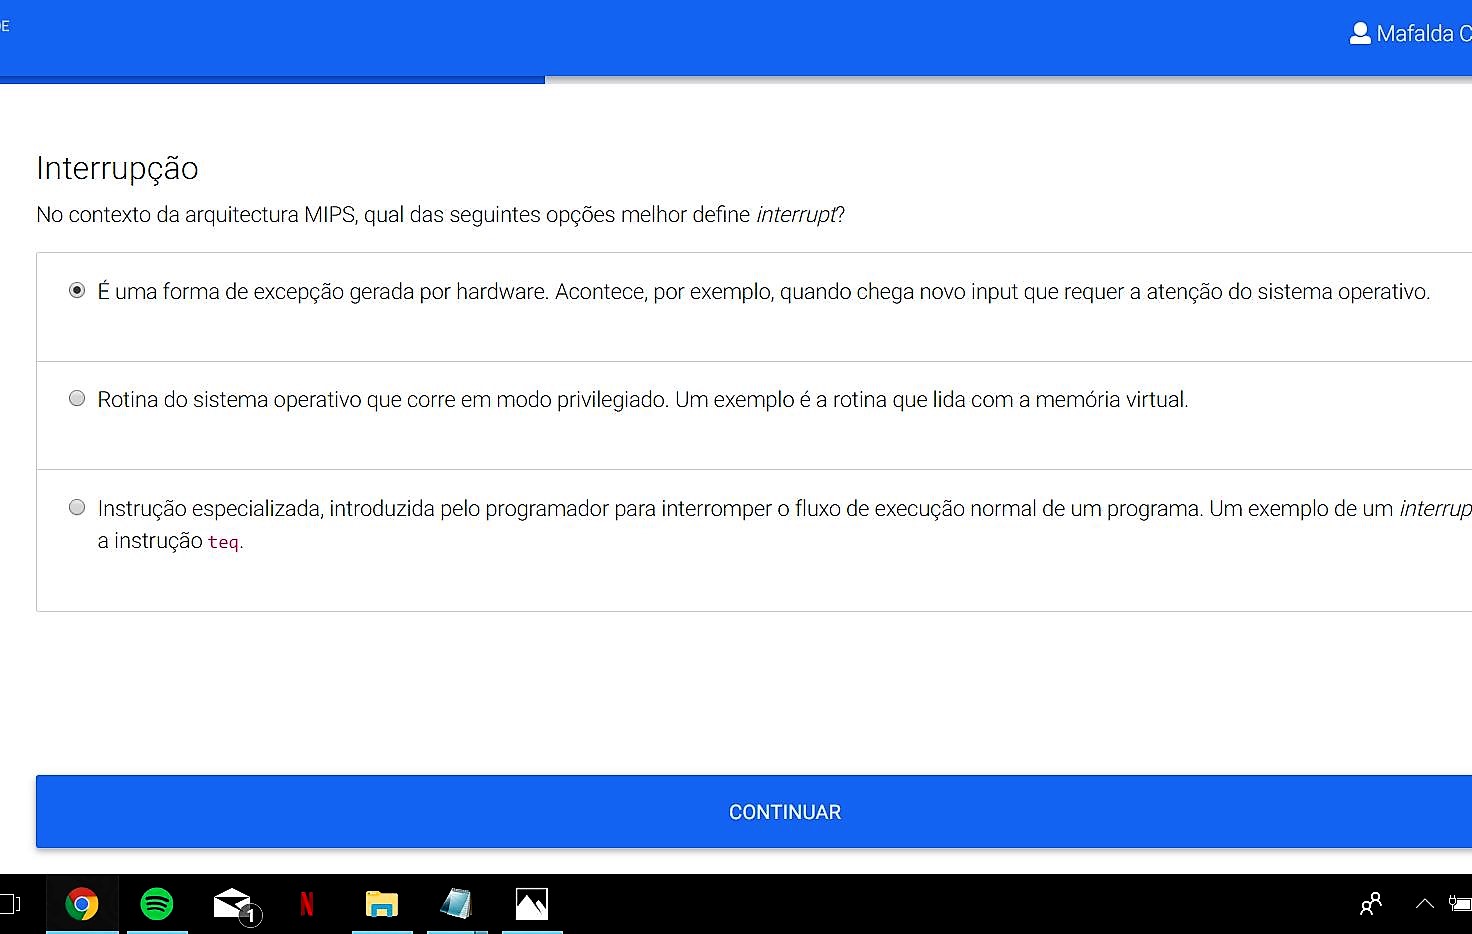 Mafalda
Interrupção
No contexto da arquitectura MIPS, qual das seguintes opções melhor define interrupt?
É uma forma de excepção gerada por hardware. Acontece, por exemplo, quando chega novo input que requer a atenção do sistema operativo.
Rotina do sistema operativo que corre em modo privilegiado. Um exemplo é a rotina que lida com a memória virtual.
Instrução especializada, introduzida pelo programador para interromper o fluxo de execução normal de um programa. Um exemplo de um
a instrução teq.
CONTINUAR
1